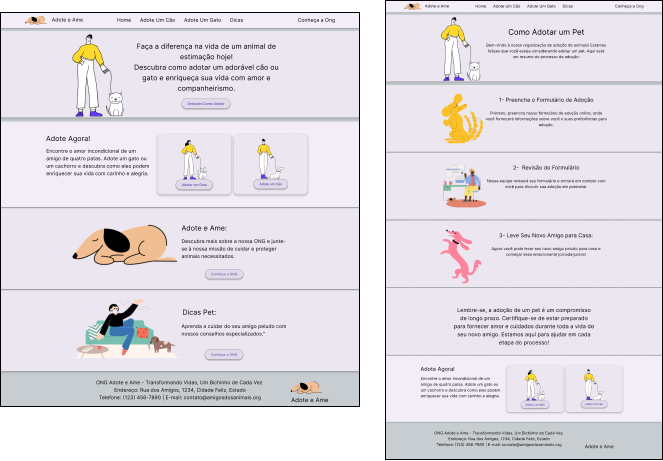 Adote e Ame
Home
Adote Um Cão
Adote Um Gato
Dicas
Conheça a Ong
Faça a diferença na vida de um animal de
estimação hoje!
Descubra como adotar um adorável cão ou
gato e enriqueça sua vida com amor e
companheirismo.
Descubra Como Adotar
Adote Agora!
Encontre o amor incondicional de um
amigo de quatro patas. Adote um gato ou
um cachorro e descubra como eles podem
enriquecer sua vida com carinho e alegria.
Adotar um Gato
Adote um Cão
Adote e Ame:
Descubra mais sobre a nossa ONG e junte-
se à nossa missão de cuidar e proteger
animais necessitados.
Conheça a ONG
Dicas Pet:
Aprenda a cuidar do seu amigo peludo com
nossos conselhos especializados."
Conheça a ONG
ONG Adote e Ame - Transformando Vidas, Um Bichinho de Cada Vez
Endereço: Rua dos Amigos, 1234, Cidade Feliz, Estado
Telefone: (123) 456-7890 | E-mail: contato@amigosdosanimais.org
Adote e Ame
Adote e Ame
Home
Adote Um Cão
Adote Um Gato
Dicas
Conheça a Ong
Como Adotar um Pet
Bem-vindo à nossa organização de adoção de animais! Estamos
felizes que você esteja considerando adotar um pet. Aqui está
um resumo do processo de adoção:
1- Preencha o Formulário de Adoção
Primeiro, preencha nosso formulário de adoção online, onde
você fornecerá informações sobre você e suas preferências para
adoção.
2- Revisão do Formulário
Nossa equipe revisará seu formulário e entrará em contato com
você para discutir sua adoção em potencial.
3- Leve Seu Novo Amigo para Casa:
Agora você pode levar seu novo amigo peludo para casa e
começar essa emocionante jornada juntos!
Lembre-se, a adoção de um pet é um compromisso
de longo prazo. Certifique-se de estar preparado
para fornecer amor e cuidados durante toda a vida do
seu novo amigo. Estamos aqui para ajudar em cada
etapa do processo!
Adote Agora!
Encontre o amor incondicional de um
amigo de quatro patas. Adote um gato ou
um cachorro e descubra como eles podem
enriquecer sua vida com carinho e alegria.
ONG Adote e Ame - Transformando Vidas, Um Bichinho de Cada Vez
Endereço: Rua dos Amigos, 1234, Cidade Feliz, Estado
Telefone: (123) 456-7890 | E-mail: contato@amigosdosanimais.org
Adote e Ame